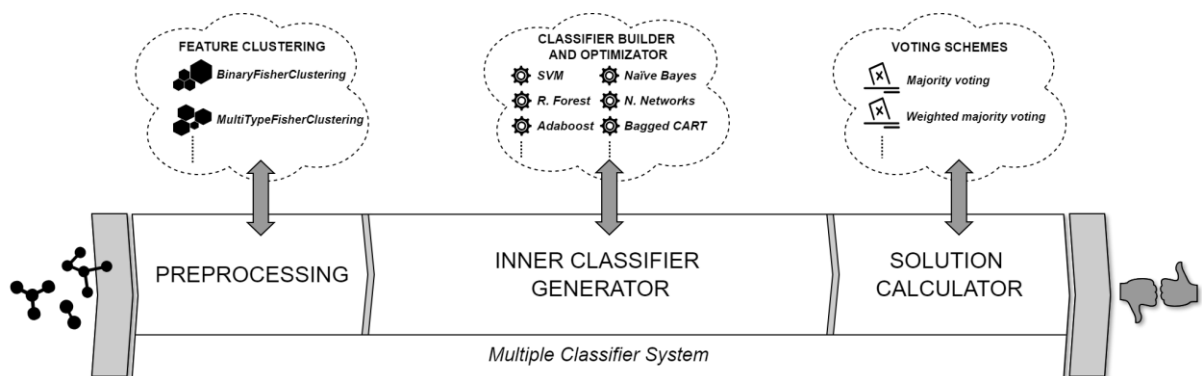 FEATURE CLUSTERING
BinaryFisherClustering
MultiTypeFisherClustering
CLASSIFIER BUILDER
AND OPTIMIZATOR
SVM
Naïve Bayes
R. Forest
N. Networks
Adaboost
Bagged CART
VOTING SCHEMES
Majority voting
Weighted majority voting
PREPROCESSING
INNER CLASSIFIER
GENERATOR
SOLUTION
CALCULATOR
Multiple Classifier System